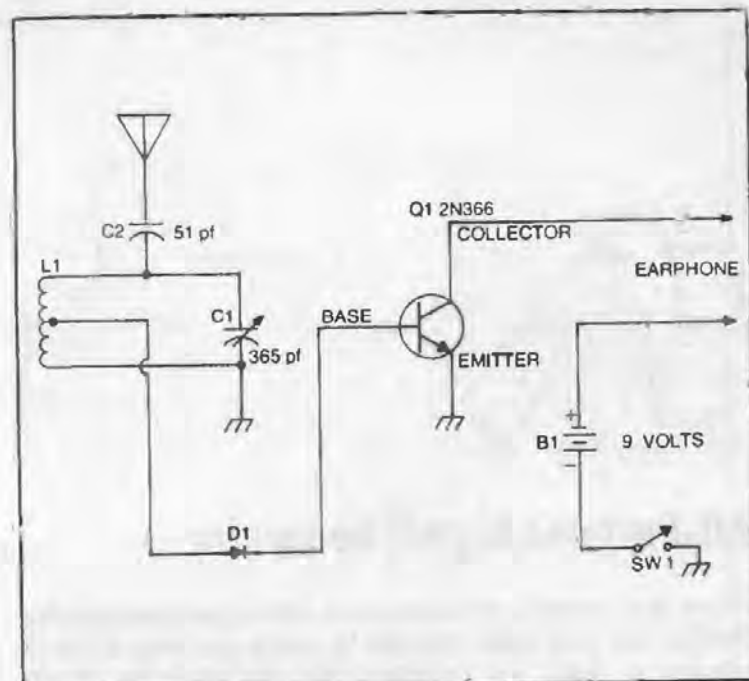 Q1 2N366
COLLECTOR
C2
51 pf
L1
EARPHONE
C1
BASE
365 pf
EMITTER
+
B1
9 VOLTS
−
D1
SW 1